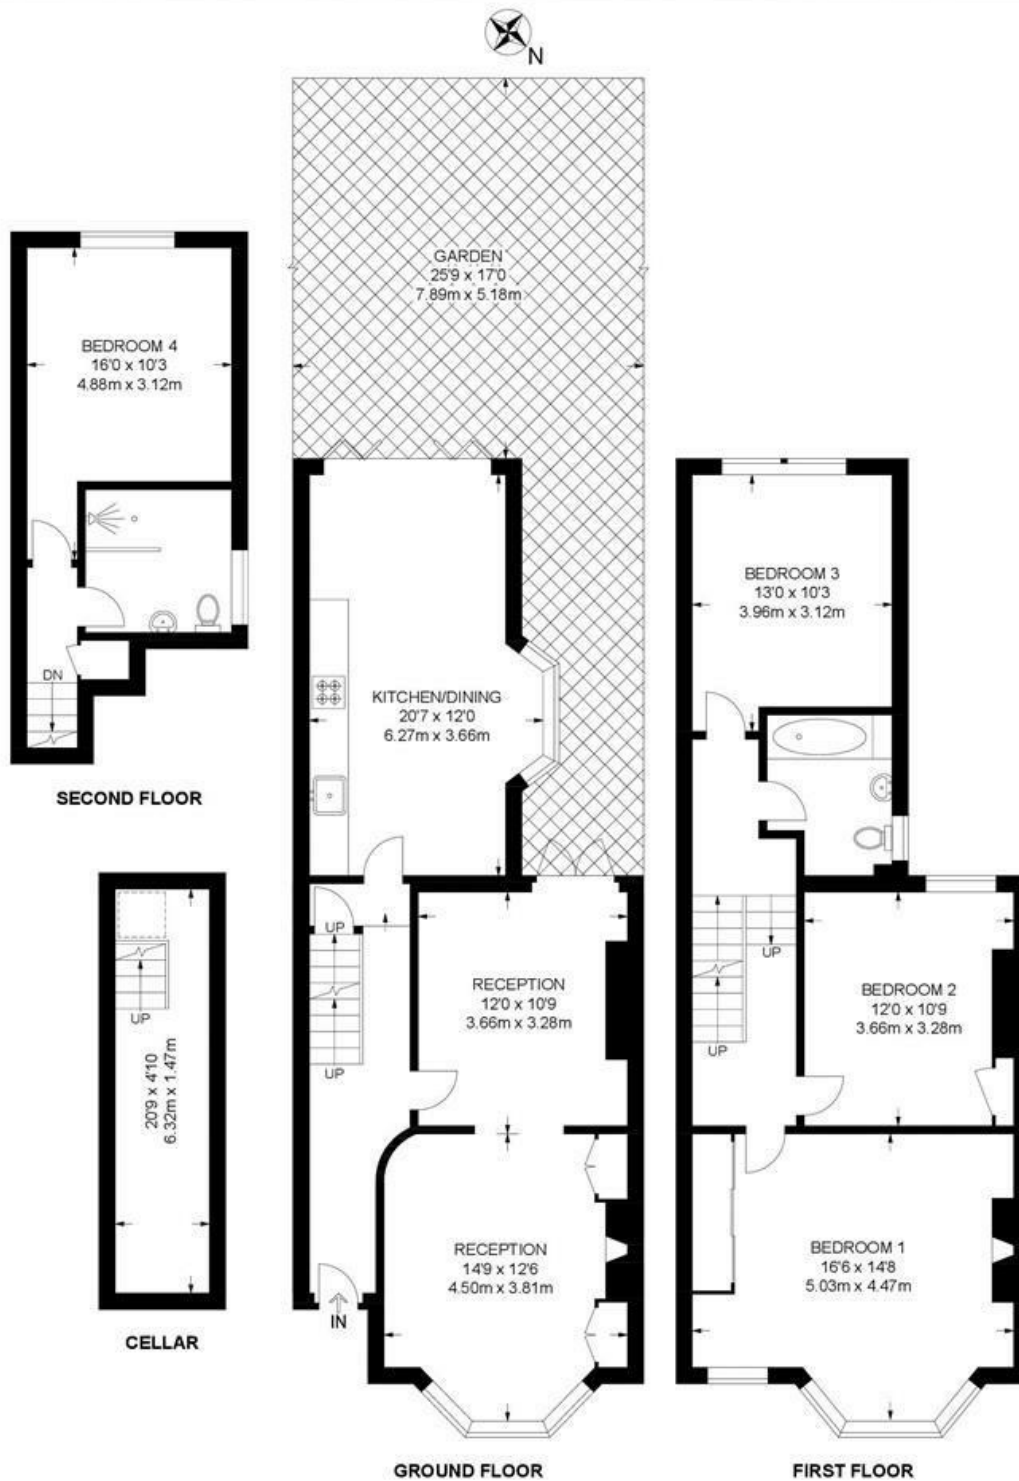 N
GARDEN
25'9 x 17'0
7.89m x 5.18m
BEDROOM 4
16'0 x 10'3
4.88m x 3.12m
DN
SECOND FLOOR
UP
20'9 x 4'10
6.32m x 1.47m
CELLAR
KITCHEN/DINING
20'7 x 12'0
6.27m x 3.66m
UP
UP
RECEPTION
12'0 x 10'9
3.66m x 3.28m
RECEPTION
14'9 x 12'6
4.50m x 3.81m
IN
GROUND FLOOR
BEDROOM 3
13'0 x 10'3
3.96m x 3.12m
UP
UP
BEDROOM 2
12'0 x 10'9
3.66m x 3.28m
BEDROOM 1
16'6 x 14'8
5.03m x 4.47m
FIRST FLOOR